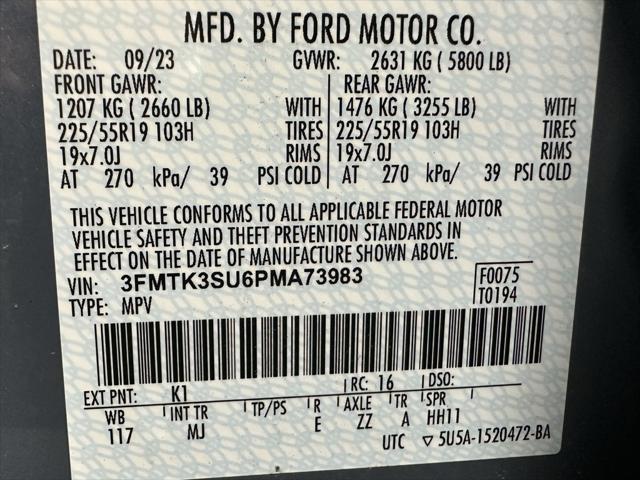 MFD. BY FORD MOTOR CO.
DATE: 09/23 GVWR: 2631 KG ( 5800 LB)
FRONT GAWR: REAR GAWR:
1207 KG ( 2660 LB) WITH 1476 KG ( 3255 LB) WITH
225/55R19 103H TIRES 225/55R19 103H TIRES
19x7.0J RIMS 19x7.0J RIMS
AT 270 kPa/ 39 PSI COLD AT 270 kPa/ 39 PSI COLD
THIS VEHICLE CONFORMS TO ALL APPLICABLE FEDERAL MOTOR
VEHICLE SAFETY AND THEFT PREVENTION STANDARDS IN
EFFECT ON THE DATE OF MANUFACTURE SHOWN ABOVE.
VIN: 3FMTK3SU6PMA73983 F0075
TYPE: MPV T0194
EXT PNT: K1 RC: 16 DSO:
WB INT TR TP/PS R AXLE TR SPR
117 MJ E ZZ A HH11
UTC ▽ 5U5A-1520472-BA